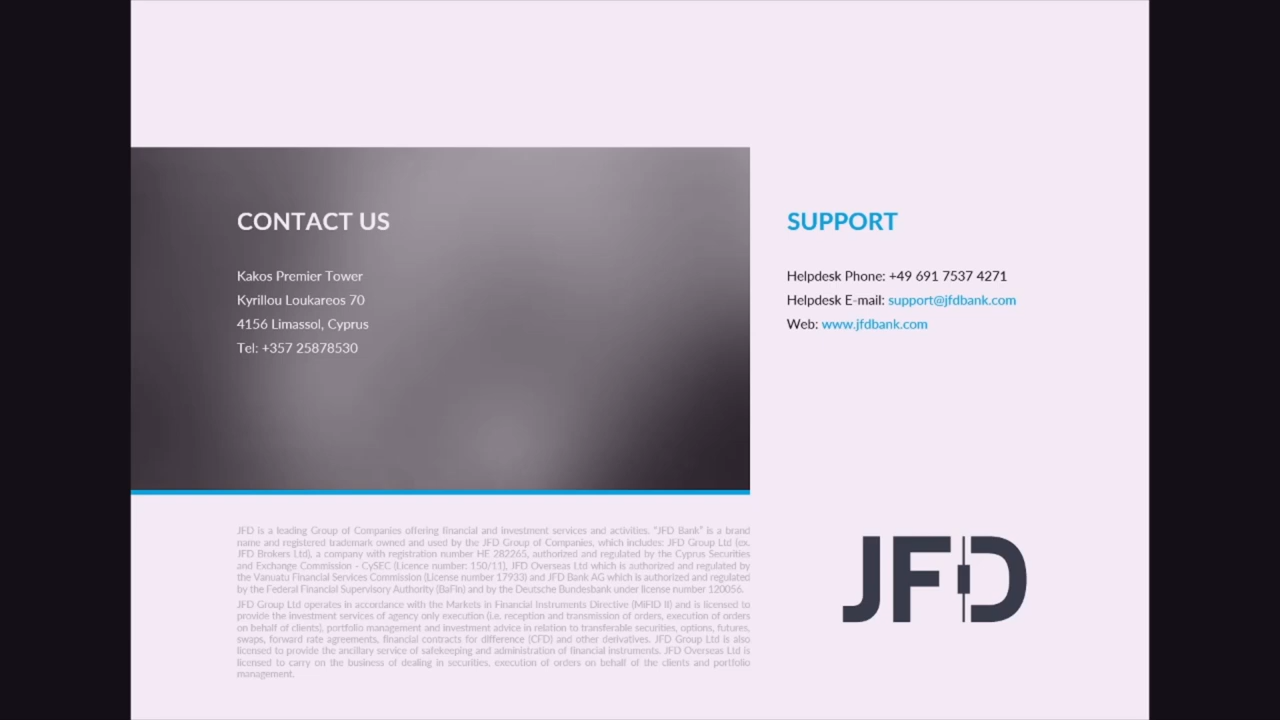 CONTACT US
Kakos Premier Tower
Kyrillou Loukareos 70
4156 Limassol, Cyprus
Tel: +357 25878530
SUPPORT
Helpdesk Phone: +49 691 7537 4271
Helpdesk E-mail: support@jfdbank.com
Web: www.jfdbank.com
JFD is a leading Group of Companies offering financial and investment services and activities. "JFD Bank" is a brand
name and registered trademark owned and used by the JFD Group of Companies, which includes: JFD Group Ltd (ex.
JFD Brokers Ltd), a company with registration number HE 282265, authorized and regulated by the Cyprus Securities
and Exchange Commission - CySEC (Licence number: 150/11), JFD Overseas Ltd which is authorized and regulated by
the Vanuatu Financial Services Commission (License number 17933) and JFD Bank AG which is authorized and regulated
by the Federal Financial Supervisory Authority (BaFin) and by the Deutsche Bundesbank under license number 120056.
JFD Group Ltd operates in accordance with the Markets in Financial Instruments Directive (MiFID II) and is licensed to
provide the investment services of agency only execution (i.e. reception and transmission of orders, execution of orders
on behalf of clients), portfolio management and investment advice in relation to transferable securities, options, futures,
swaps, forward rate agreements, financial contracts for difference (CFD) and other derivatives. JFD Group Ltd is also
licensed to provide the ancillary service of safekeeping and administration of financial instruments. JFD Overseas Ltd is
licensed to carry on the business of dealing in securities, execution of orders on behalf of the clients and portfolio
management.
JFD